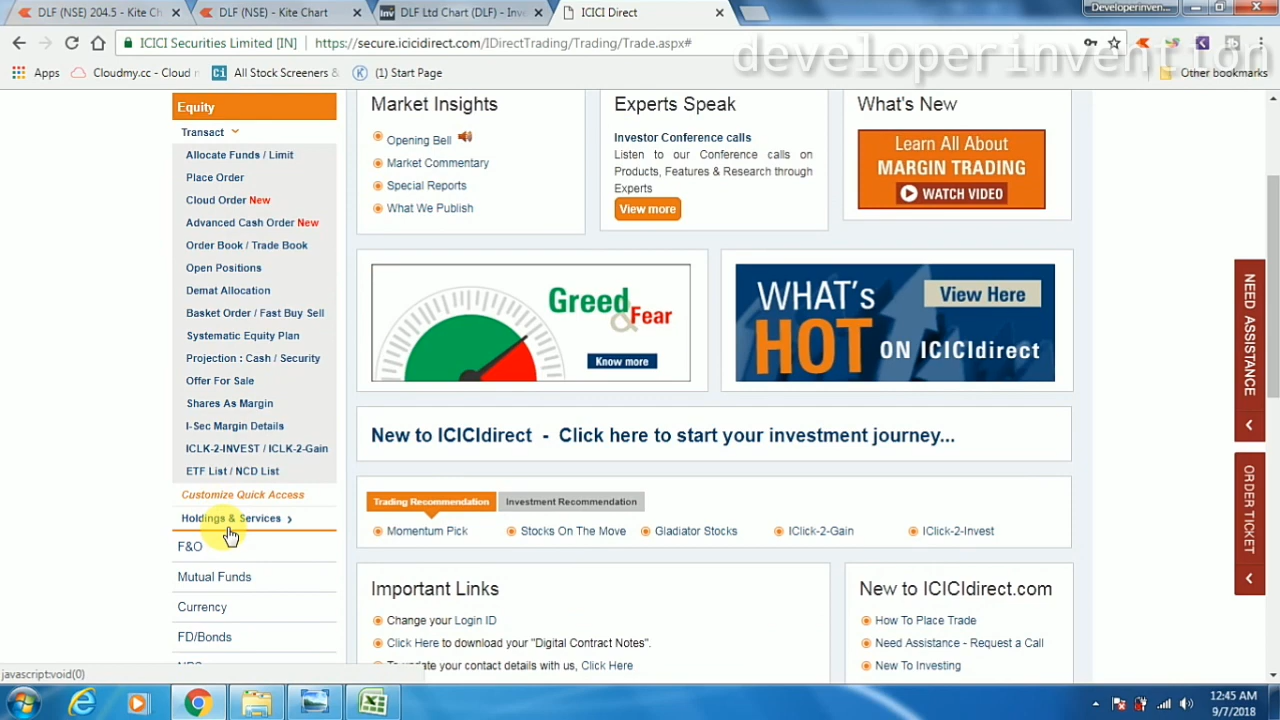 DLF (NSE) 204.5 - Kite Ch
DLF (NSE) - Kite Chart
DLF Ltd Chart (DLF) - Inv
ICICI Direct
Developerinven...
ICICI Securities Limited [IN]
https://secure.icicidirect.com/IDirectTrading/Trading/Trade.aspx#
developer invention
Apps
Cloudmy.cc - Cloud n
All Stock Screeners &
(1) Start Page
Other bookmarks
Equity
Transact
Allocate Funds / Limit
Place Order
Cloud Order New
Advanced Cash Order New
Order Book / Trade Book
Open Positions
Demat Allocation
Basket Order / Fast Buy Sell
Systematic Equity Plan
Projection : Cash / Security
Offer For Sale
Shares As Margin
I-Sec Margin Details
ICLK-2-INVEST / ICLK-2-Gain
ETF List / NCD List
Customize Quick Access
Holdings & Services
F&O
Mutual Funds
Currency
FD/Bonds
Market Insights
Opening Bell
Market Commentary
Special Reports
What We Publish
Experts Speak
Investor Conference calls
Listen to our Conference calls on
Products, Features & Research through
Experts
View more
What's New
Learn All About
MARGIN TRADING
WATCH VIDEO
Greed
& Fear
Know more
WHAT's
HOT ON ICICIdirect
View Here
New to ICICIdirect - Click here to start your investment journey...
Trading Recommendation
Investment Recommendation
Momentum Pick
Stocks On The Move
Gladiator Stocks
IClick-2-Gain
IClick-2-Invest
Important Links
Change your Login ID
Click Here to download your "Digital Contract Notes".
To update your contact details with us, Click Here
New to ICICIdirect.com
How To Place Trade
Need Assistance - Request a Call
New To Investing
NEED ASSISTANCE
ORDER TICKET
javascript:void(0)
12:45 AM
9/7/2018